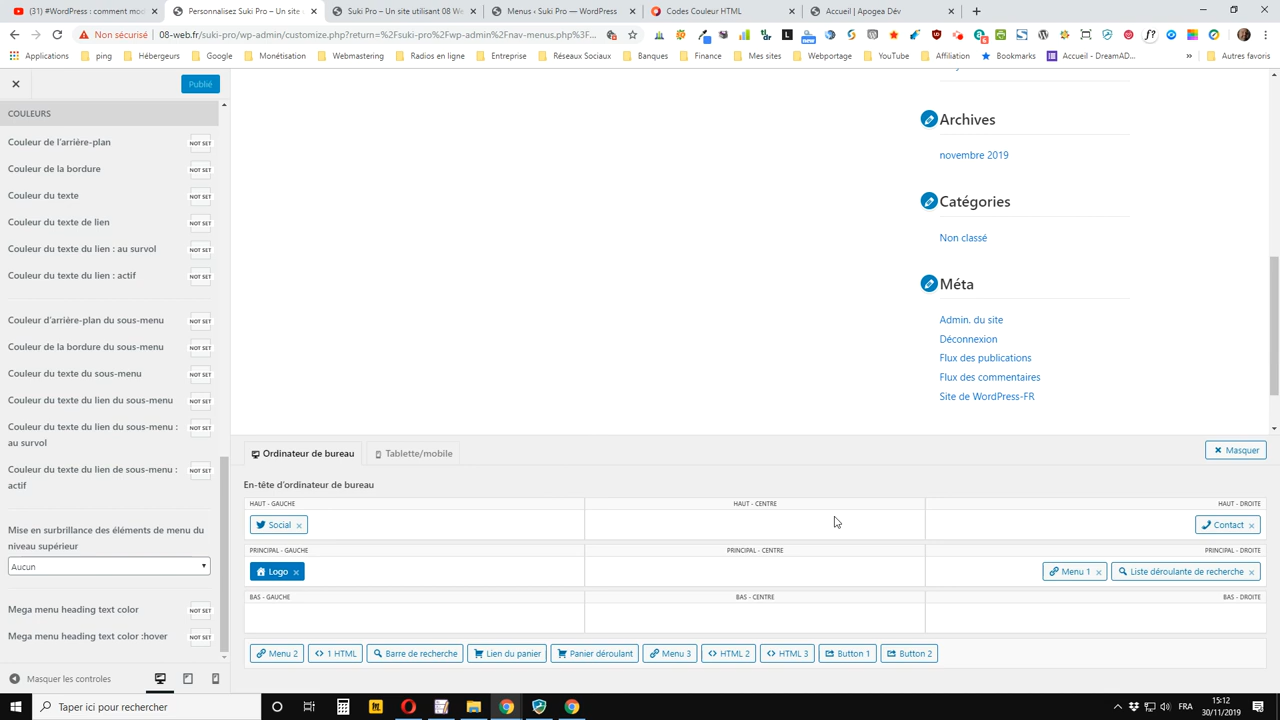 (31) #WordPress : comment mod
Personnalisez Suki Pro – Un site
Suki Pro – Un site utilisant 08 We
Menus ‹ Suki Pro — WordPress
Codes Couleur HTML
Accueil | Apogea Dév
Non sécurisé
08-web.fr/suki-pro/wp-admin/customize.php?return=%2Fsuki-pro%2Fwp-admin%2Fnav-menus.php%3F...
Applications
ping
Hébergeurs
Google
Monétisation
Webmastering
Rédaction en ligne
Entreprise
Réseaux Sociaux
Banques
Finance
Mes sites
Webportage
YouTube
Affiliation
Bookmarks
Accueil - DreamAD...
»
Autres favoris
Publié
COULEURS
Couleur de l'arrière-plan NOT SET
Couleur de la bordure NOT SET
Couleur du texte NOT SET
Couleur du texte de lien NOT SET
Couleur du texte du lien : au survol NOT SET
Couleur du texte du lien : actif NOT SET
Couleur d'arrière-plan du sous-menu NOT SET
Couleur de la bordure du sous-menu NOT SET
Couleur du texte du sous-menu NOT SET
Couleur du texte du lien du sous-menu NOT SET
Couleur du texte du lien du sous-menu : NOT SET
au survol
Couleur du texte du lien de sous-menu : NOT SET
actif
Mise en surbrillance des éléments de menu du
niveau supérieur
Aucun
Mega menu heading text color NOT SET
Mega menu heading text color :hover NOT SET
Masquer les controles
Archives
novembre 2019
Catégories
Non classé
Méta
Admin. du site
Déconnexion
Flux des publications
Flux des commentaires
Site de WordPress-FR
Ordinateur de bureau
Tablette/mobile
Masquer
En-tête d'ordinateur de bureau
HAUT - GAUCHE
HAUT - CENTRE
HAUT - DROITE
Social
Contact
PRINCIPAL - GAUCHE
PRINCIPAL - CENTRE
PRINCIPAL - DROITE
Logo
Menu 1
Liste déroulante de recherche
BAS - GAUCHE
BAS - CENTRE
BAS - DROITE
Menu 2
1 HTML
Barre de recherche
Lien du panier
Panier déroulant
Menu 3
HTML 2
HTML 3
Button 1
Button 2
Taper ici pour rechercher
FRA
15:12
30/11/2019